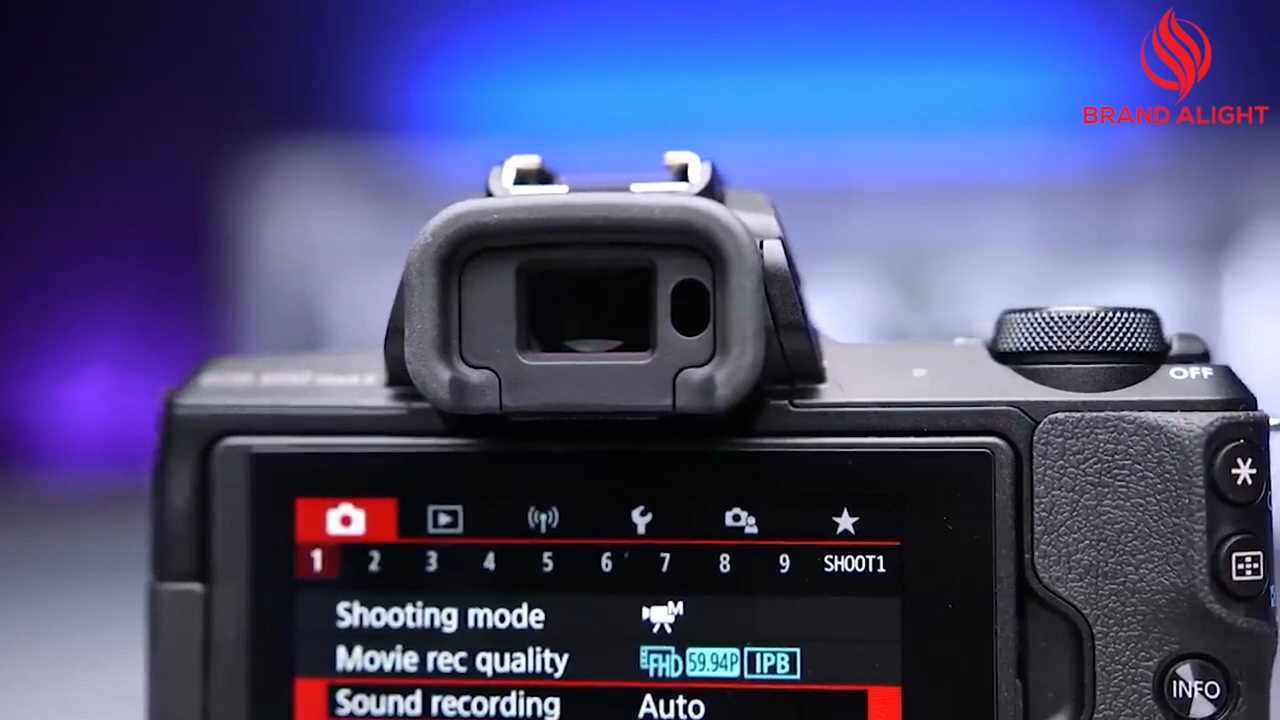 BRAND ALIGHT
OFF
1 2 3 4 5 6 7 8 9 SHOOT1
Shooting mode M
Movie rec quality FHD 59.94P IPB
Sound recording Auto
INFO